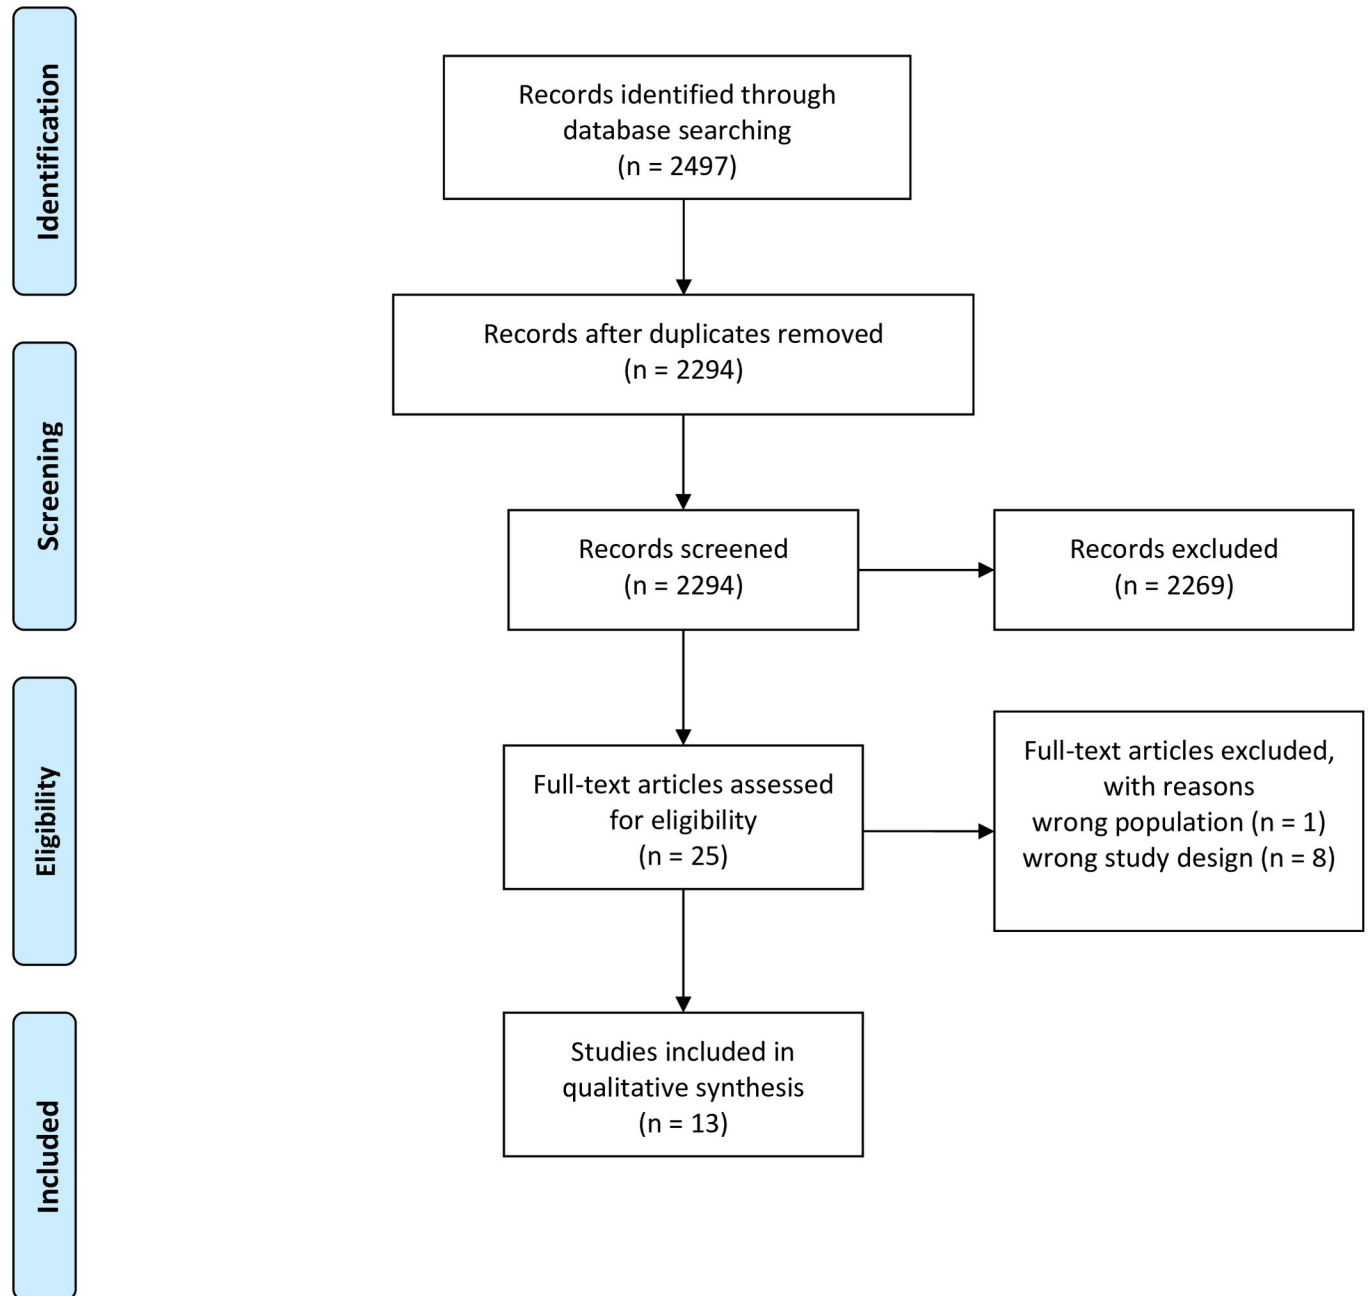 Identification
Records identified through
database searching
(n = 2497)
Records after duplicates removed
(n = 2294)
Screening
Records screened
(n = 2294)
Records excluded
(n = 2269)
Eligibility
Full-text articles assessed
for eligibility
(n = 25)
Full-text articles excluded,
with reasons
wrong population (n = 1)
wrong study design (n = 8)
Included
Studies included in
qualitative synthesis
(n = 13)